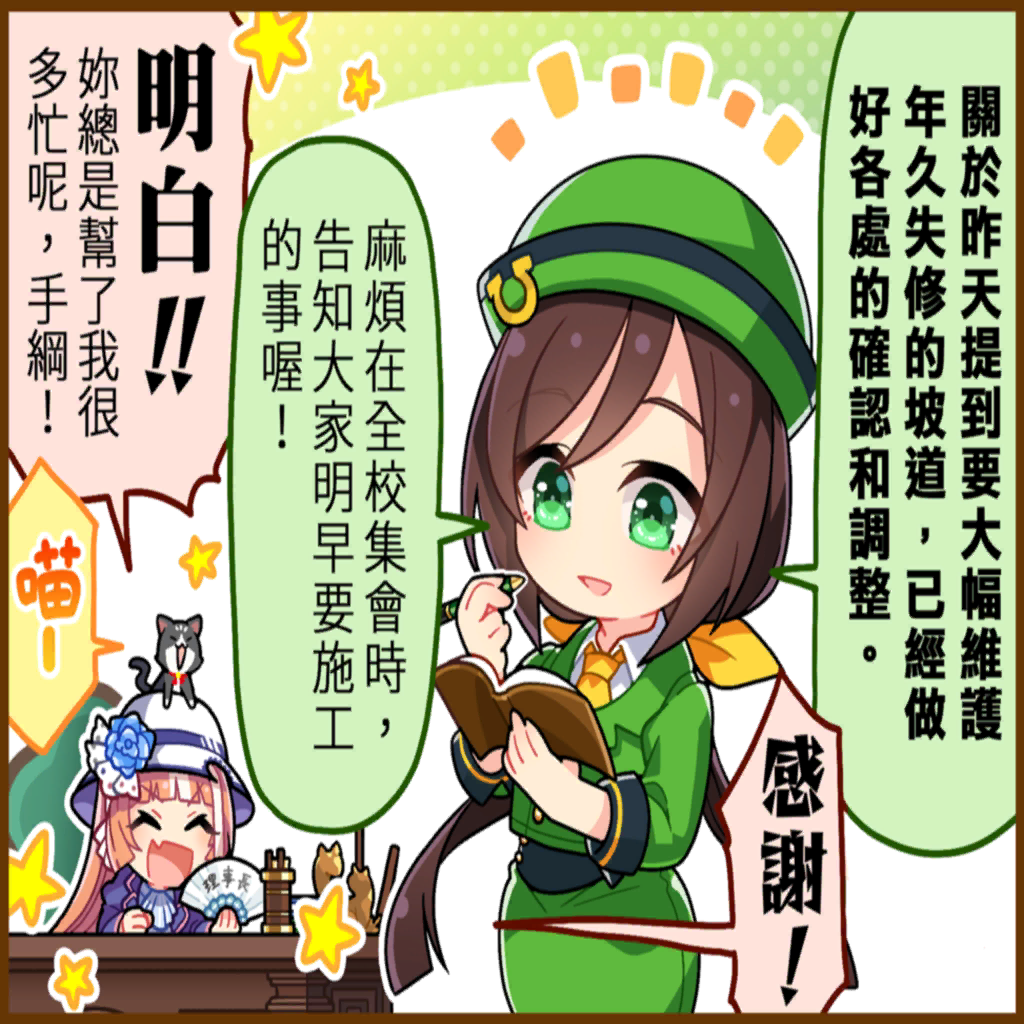 關於昨天提到要大幅維護
年久失修的坡道，已經做
好各處的確認和調整。
感謝！
麻煩在全校集會時，
告知大家明早要施工
的事喔！
明白!!
妳總是幫了我很
多忙呢，手綱！
喵—
理事長